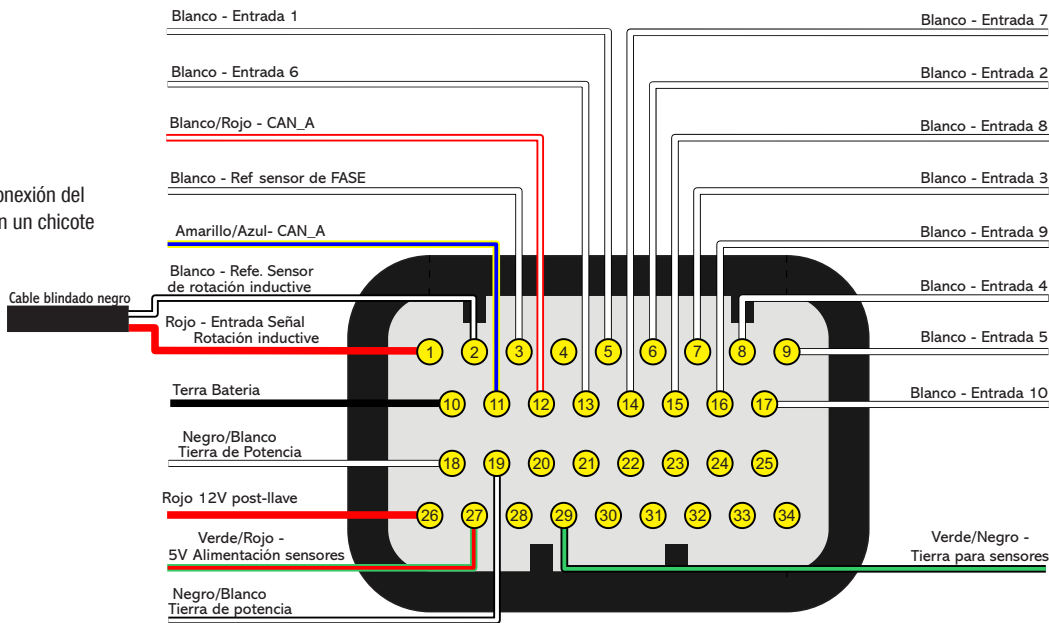 Blanco - Entrada 1
Blanco - Entrada 6
Blanco/Rojo - CAN_A
Blanco - Ref sensor de FASE
Amarillo/Azul- CAN_A
Blanco - Refe. Sensor
de rotación inductive
Rojo - Entrada Señal
Rotación inductive
Terra Bateria
Negro/Blanco
Tierra de Potencia
Rojo 12V post-llave
Verde/Rojo -
5V Alimentación sensores
Negro/Blanco
Tierra de potencia
onexión del
n un chicote
Cable blindado negro
Blanco - Entrada 7
Blanco - Entrada 2
Blanco - Entrada 8
Blanco - Entrada 3
Blanco - Entrada 9
Blanco - Entrada 4
Blanco - Entrada 5
Blanco - Entrada 10
Verde/Negro -
Tierra para sensores
1 2 3 4 5 6 7 8 9
10 11 12 13 14 15 16 17
18 19 20 21 22 23 24 25
26 27 28 29 30 31 32 33 34